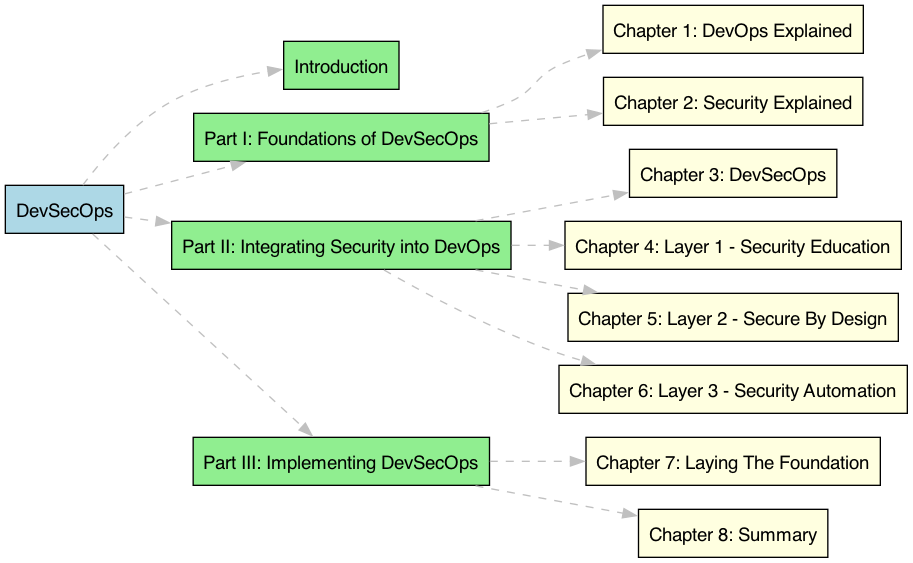 DevSecOps
Introduction
Part I: Foundations of DevSecOps
Chapter 1: DevOps Explained
Chapter 2: Security Explained
Part II: Integrating Security into DevOps
Chapter 3: DevSecOps
Chapter 4: Layer 1 - Security Education
Chapter 5: Layer 2 - Secure By Design
Chapter 6: Layer 3 - Security Automation
Part III: Implementing DevSecOps
Chapter 7: Laying The Foundation
Chapter 8: Summary